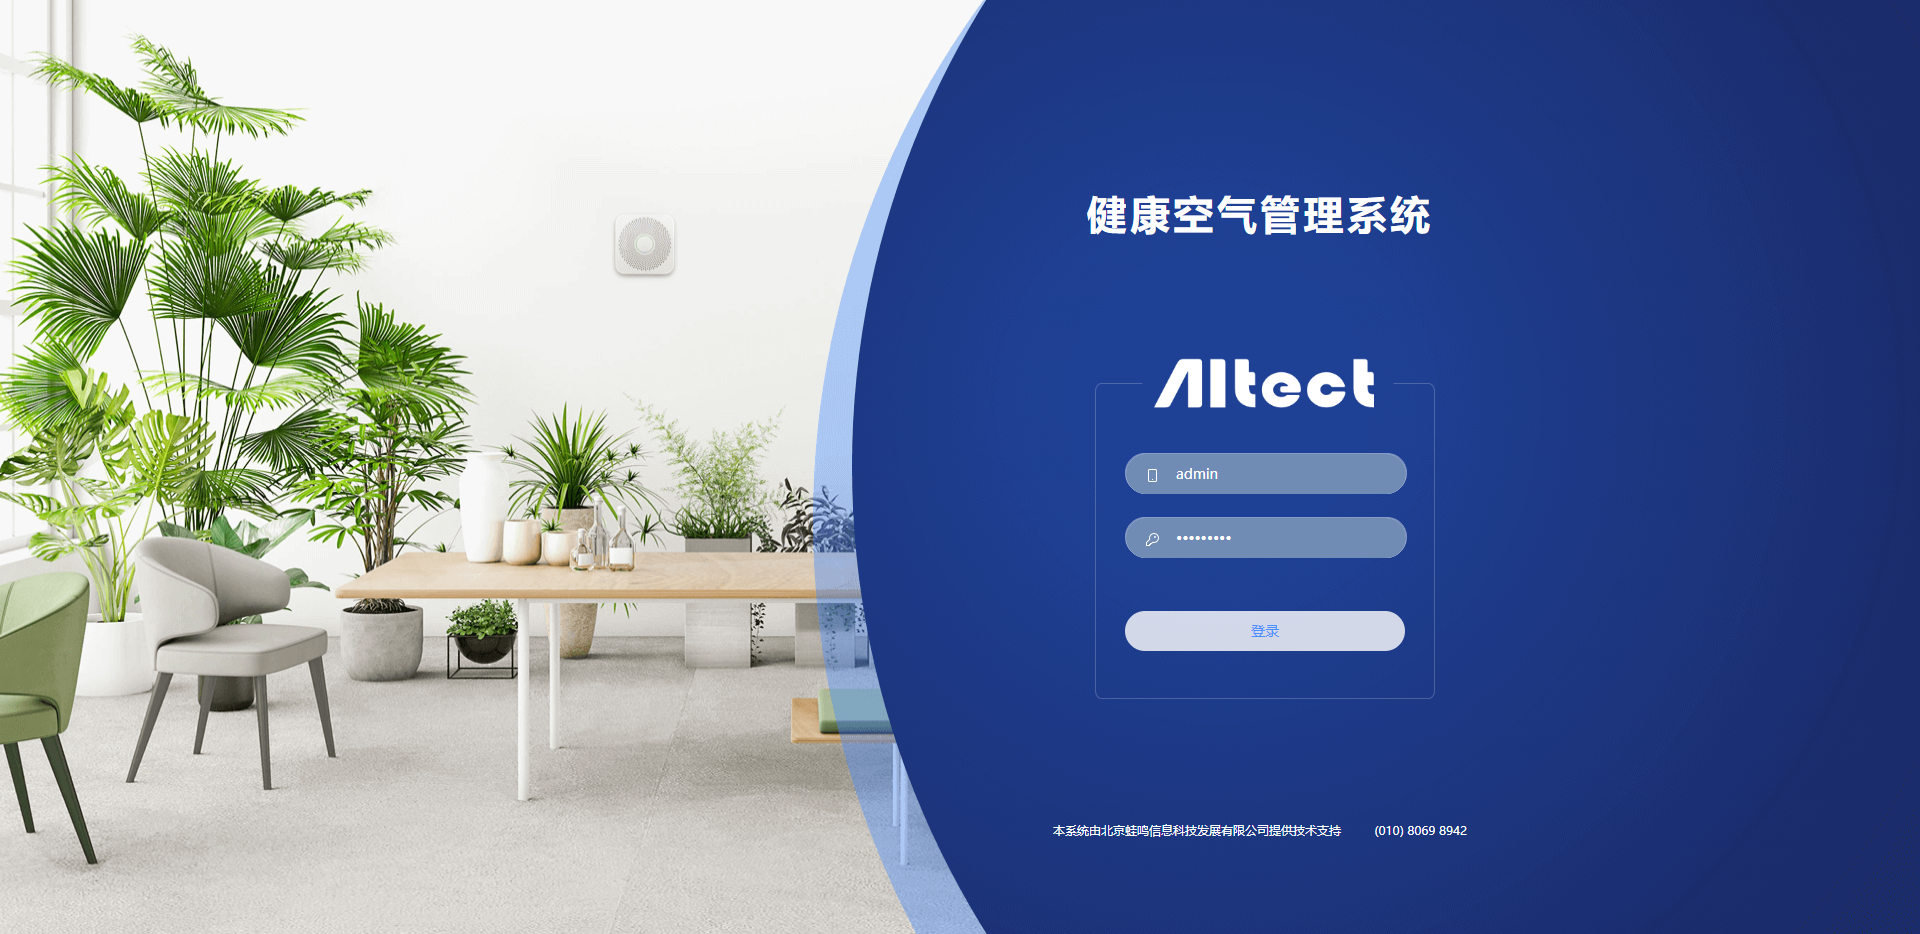 健康空气管理系统
AItect
admin
•••••••••
登录
本系统由北京蛙鸣信息科技发展有限公司提供技术支持 (010) 8069 8942